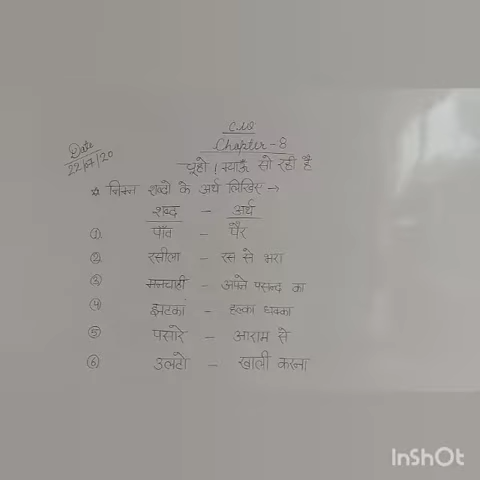 C.W
Chapter-8
Date
22/07/20
चूहो ! म्याऊँ सो रही है
* निम्न शब्दो के अर्थ लिखिए →
शब्द - अर्थ
① पाँव - पैर
② रसीला - रस से भरा
③ मनचाही - अपने पसन्द का
④ झटका - हल्का धक्का
⑤ पसारे - आराम से
⑥ उलटो - खाली करना
InShOt